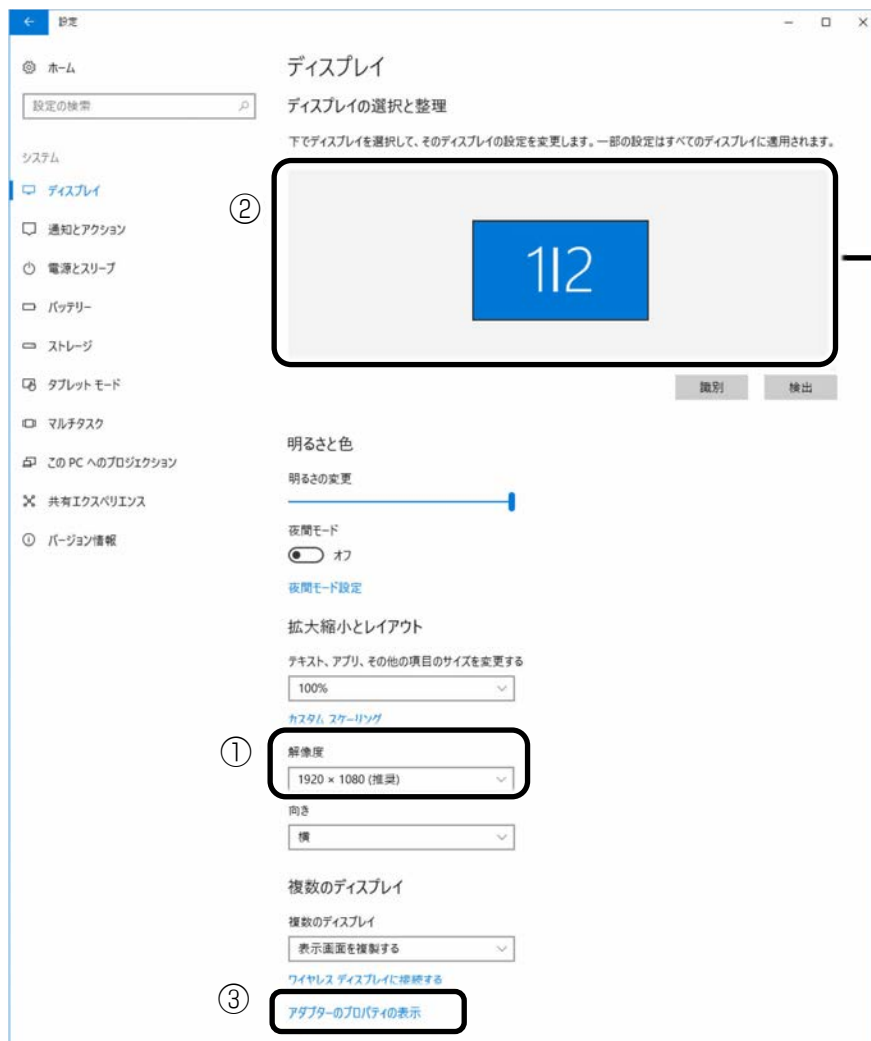 設定
ホーム
設定の検索
システム
ディスプレイ
通知とアクション
電源とスリープ
バッテリー
ストレージ
タブレット モード
マルチタスク
この PC へのプロジェクション
共有エクスペリエンス
バージョン情報
ディスプレイ
ディスプレイの選択と整理
下でディスプレイを選択して、そのディスプレイの設定を変更します。一部の設定はすべてのディスプレイに適用されます。
②
1|2
識別
検出
明るさと色
明るさの変更
夜間モード
オフ
夜間モード設定
拡大縮小とレイアウト
テキスト、アプリ、その他の項目のサイズを変更する
100%
カスタム スケーリング
①
解像度
1920 × 1080 (推奨)
向き
横
複数のディスプレイ
複数のディスプレイ
表示画面を複製する
ワイヤレス ディスプレイに接続する
③
アダプターのプロパティの表示